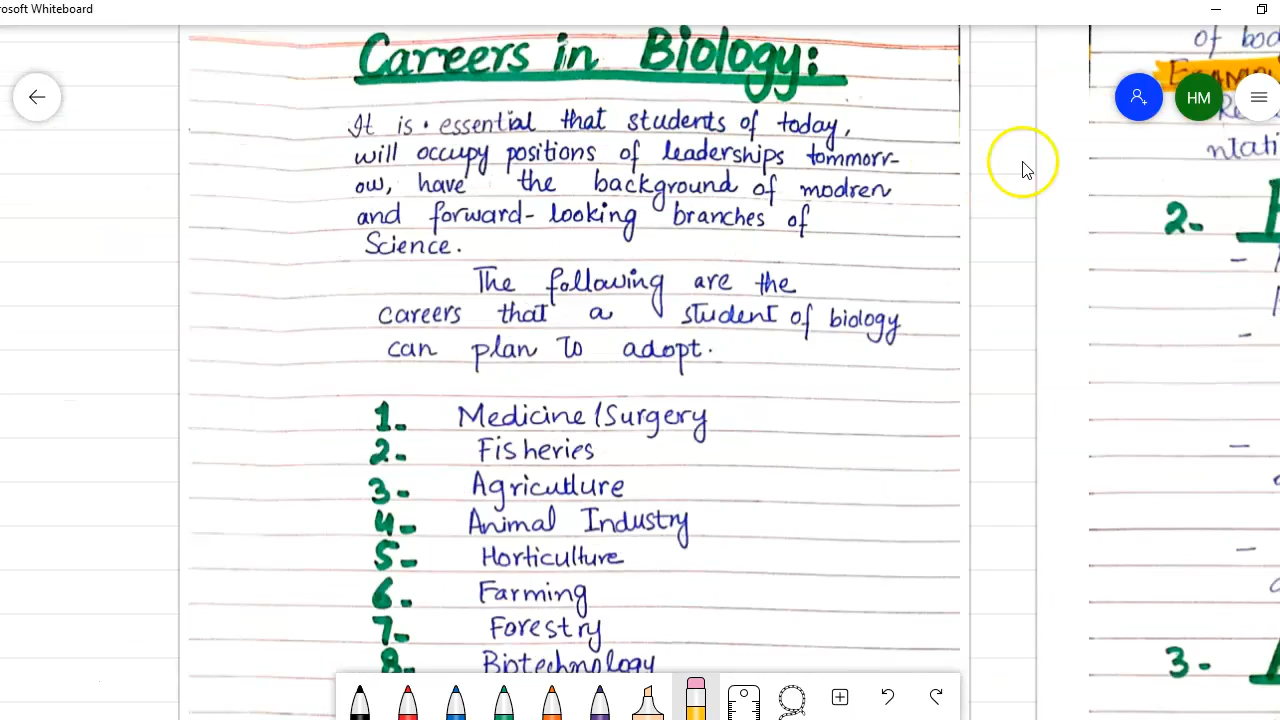 rosoft Whiteboard
Careers in Biology:
It is essential that students of today,
will occupy positions of leaderships tommorr-
ow, have the background of modren
and forward-looking branches of
Science.
The following are the
careers that a student of biology
can plan to adopt.
1- Medicine/Surgery
2- Fisheries
3- Agricutlure
4- Animal Industry
5- Horticulture
6- Farming
7- Forestry
8- Biotechnology
of bod
HM
ntati
2-
3-